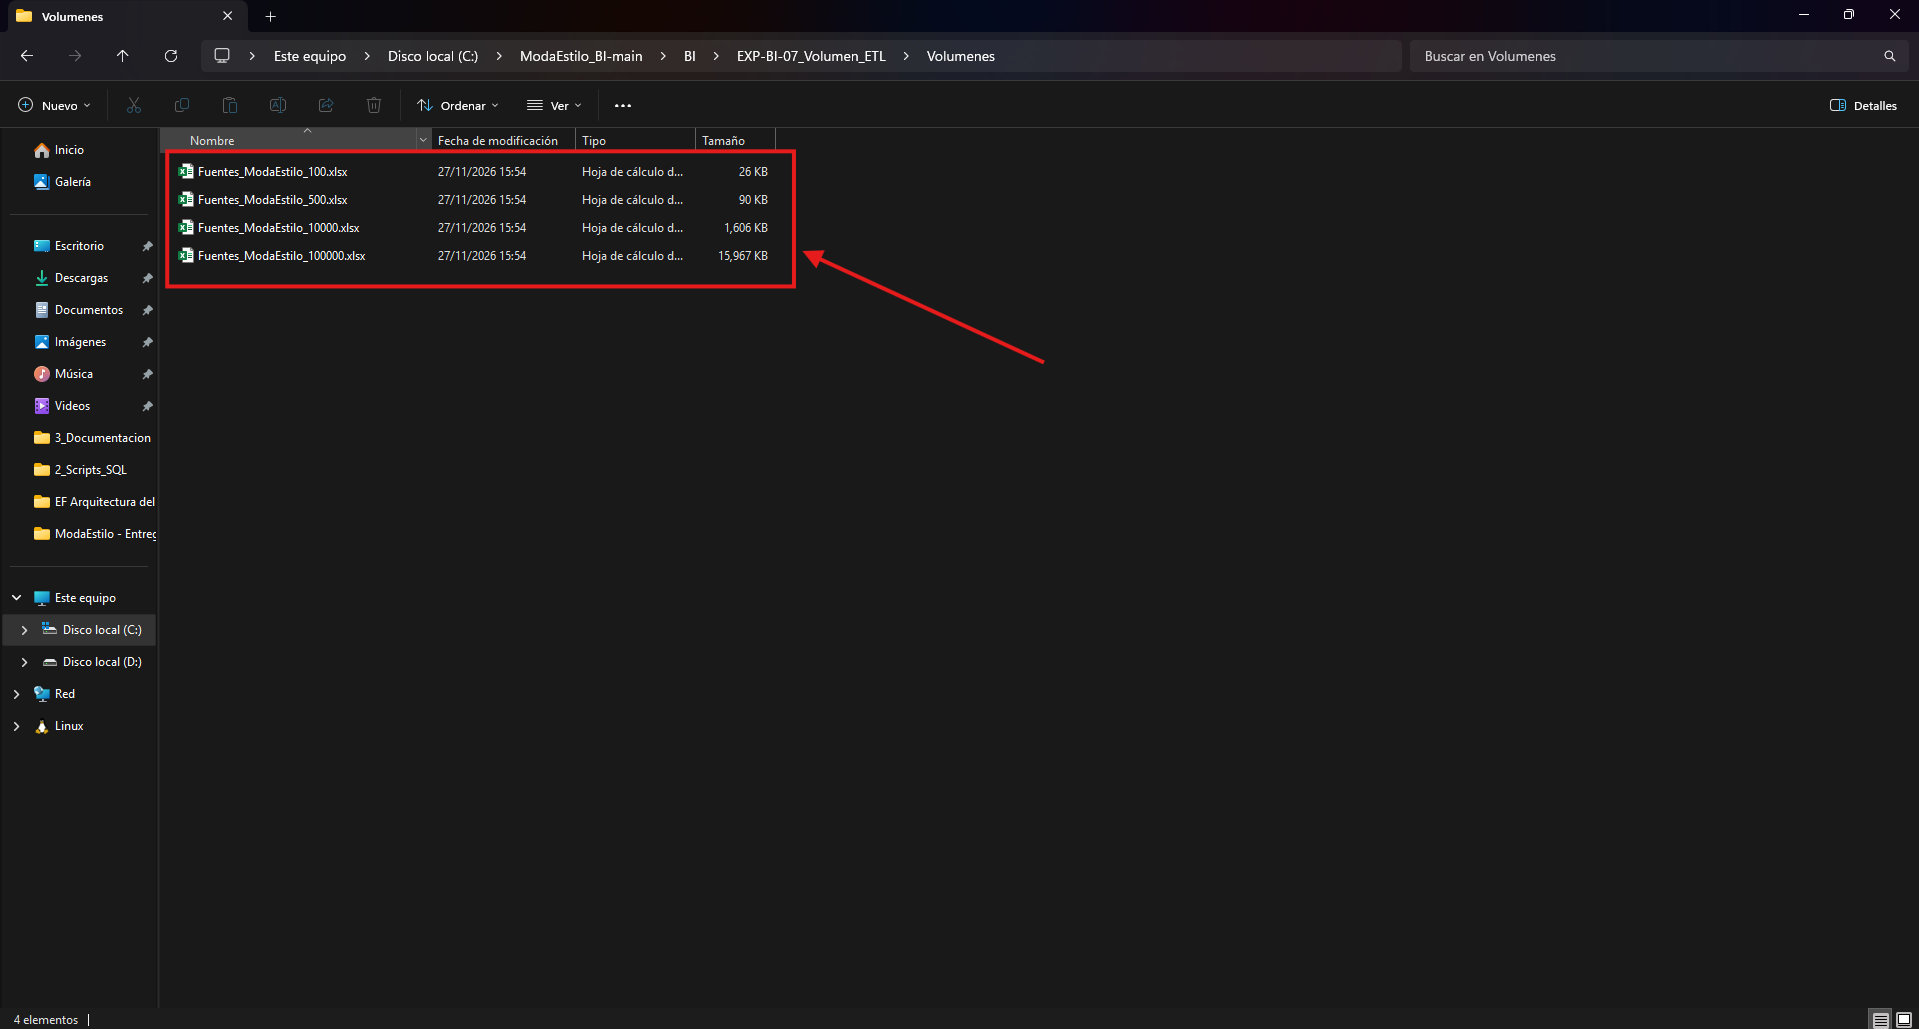 Volumenes
Este equipo > Disco local (C:) > ModaEstilo_BI-main > BI > EXP-BI-07_Volumen_ETL > Volumenes
Buscar en Volumenes
Nuevo
Ordenar
Ver
Detalles
Inicio
Galería
Escritorio
Descargas
Documentos
Imágenes
Música
Videos
3_Documentacion
2_Scripts_SQL
EF Arquitectura del
ModaEstilo - Entreg
Este equipo
Disco local (C:)
Disco local (D:)
Red
Linux
Nombre Fecha de modificación Tipo Tamaño
Fuentes_ModaEstilo_100.xlsx 27/11/2026 15:54 Hoja de cálculo d... 26 KB
Fuentes_ModaEstilo_500.xlsx 27/11/2026 15:54 Hoja de cálculo d... 90 KB
Fuentes_ModaEstilo_10000.xlsx 27/11/2026 15:54 Hoja de cálculo d... 1,606 KB
Fuentes_ModaEstilo_100000.xlsx 27/11/2026 15:54 Hoja de cálculo d... 15,967 KB
4 elementos